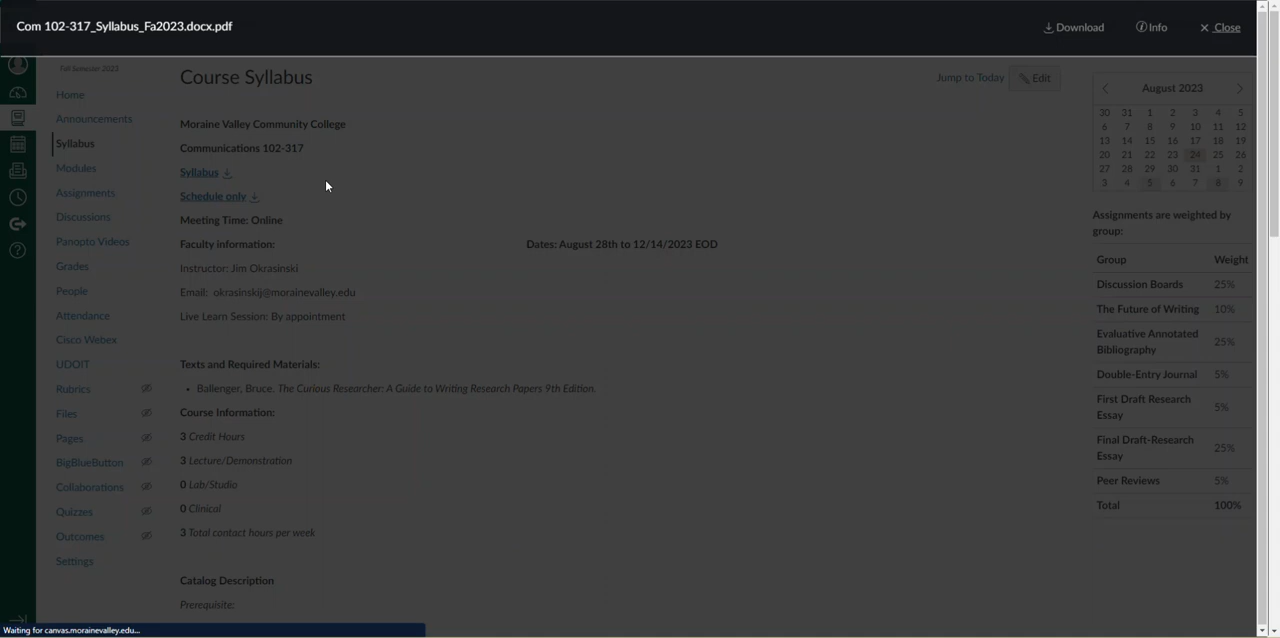 Com 102-317_Syllabus_Fa2023.docx.pdf
Download
Info
Close
Fall Semester 2023
Home
Announcements
Syllabus
Modules
Assignments
Discussions
Panopto Videos
Grades
People
Attendance
Cisco Webex
UDOIT
Rubrics
Files
Pages
BigBlueButton
Collaborations
Quizzes
Outcomes
Settings
Course Syllabus
Jump to Today
Edit
Moraine Valley Community College
Communications 102-317
Syllabus
Schedule only
Meeting Time: Online
Faculty information:
Dates: August 28th to 12/14/2023 EOD
Instructor: Jim Okrasinski
Email: okrasinskij@morainevalley.edu
Live Learn Session: By appointment
Texts and Required Materials:
• Ballenger, Bruce. The Curious Researcher: A Guide to Writing Research Papers 9th Edition.
Course Information:
3 Credit Hours
3 Lecture/Demonstration
0 Lab/Studio
0 Clinical
3 Total contact hours per week
Catalog Description
Prerequisite:
August 2023
30 31 1 2 3 4 5
6 7 8 9 10 11 12
13 14 15 16 17 18 19
20 21 22 23 24 25 26
27 28 29 30 31 1 2
3 4 5 6 7 8 9
Assignments are weighted by
group:
Group Weight
Discussion Boards 25%
The Future of Writing 10%
Evaluative Annotated
Bibliography 25%
Double-Entry Journal 5%
First Draft Research
Essay 5%
Final Draft-Research
Essay 25%
Peer Reviews 5%
Total 100%
Waiting for canvas.morainevalley.edu...